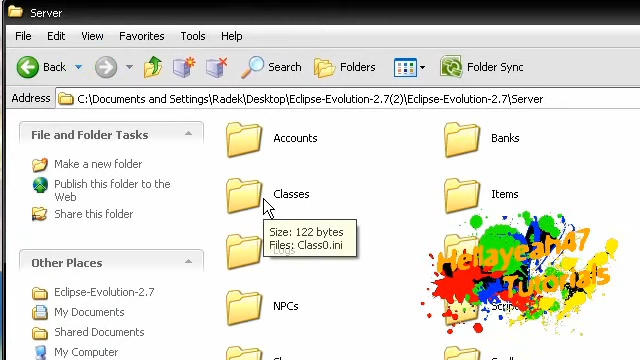 Server
File Edit View Favorites Tools Help
Back Search Folders Folder Sync
Address C:\Documents and Settings\Radek\Desktop\Eclipse-Evolution-2.7(2)\Eclipse-Evolution-2.7\Server
File and Folder Tasks
Make a new folder
Publish this folder to the
Web
Share this folder
Other Places
Eclipse-Evolution-2.7
My Documents
Shared Documents
My Computer
Accounts Banks
Classes Items
Size: 122 bytes
Files: Class0.ini
Logs
NPCs
Hellayeah07
Tutorials